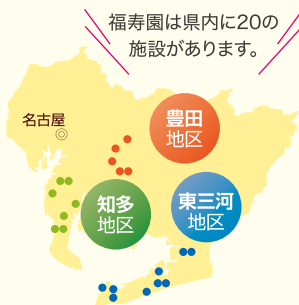 福寿園は県内に20の
施設があります。
名古屋
豊田
地区
知多
地区
東三河
地区